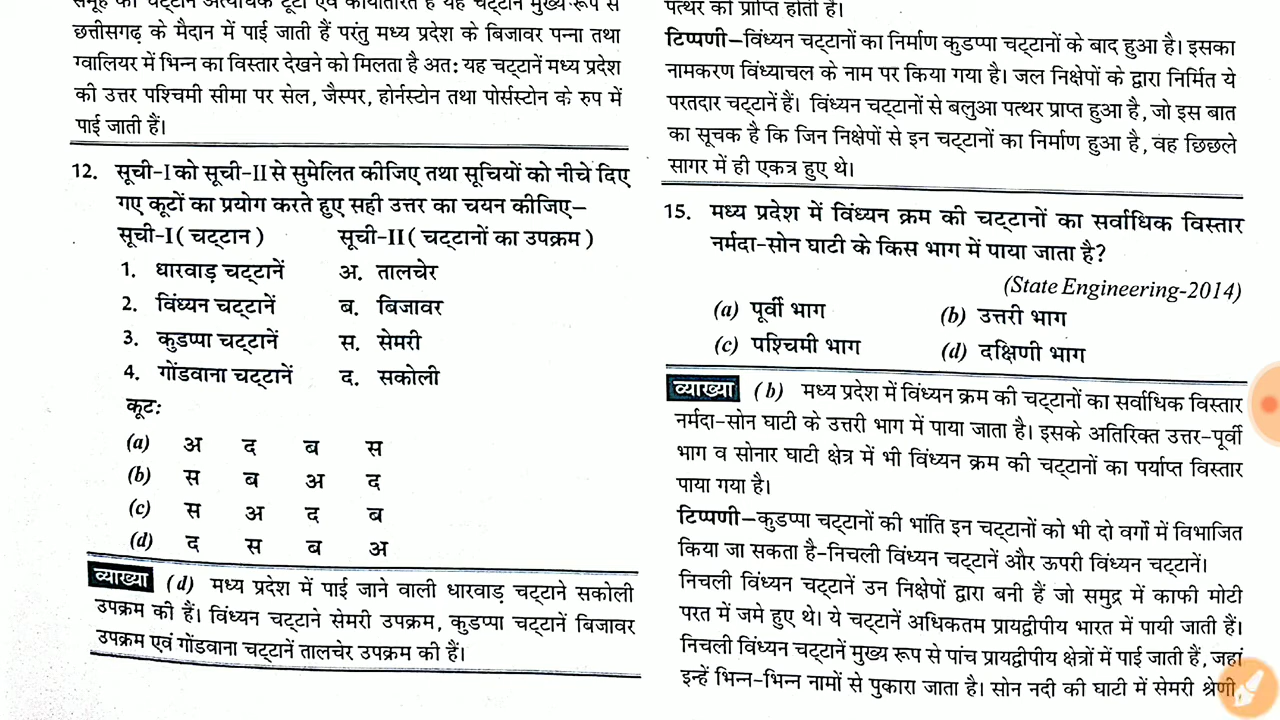 समूह की चट्टान अत्यधिक टूटी एवं कायांतरित है यह चट्टान मुख्य रूप से
छत्तीसगढ़ के मैदान में पाई जाती हैं परंतु मध्य प्रदेश के बिजावर पन्ना तथा
ग्वालियर में भिन्न का विस्तार देखने को मिलता है अत: यह चट्टानें मध्य प्रदेश
की उत्तर पश्चिमी सीमा पर सेल, जैस्पर, होर्नस्टोन तथा पोर्सस्टोन के रुप में
पाई जाती हैं।
12. सूची-I को सूची-II से सुमेलित कीजिए तथा सूचियों को नीचे दिए
गए कूटों का प्रयोग करते हुए सही उत्तर का चयन कीजिए–
सूची-I ( चट्टान ) सूची-II ( चट्टानों का उपक्रम )
1. धारवाड़ चट्टानें अ. तालचेर
2. विंध्यन चट्टानें ब. बिजावर
3. कुडप्पा चट्टानें स. सेमरी
4. गोंडवाना चट्टानें द. सकोली
कूट:
(a) अ द ब स
(b) स ब अ द
(c) स अ द ब
(d) द स ब अ
व्याख्या (d) मध्य प्रदेश में पाई जाने वाली धारवाड़ चट्टाने सकोली
उपक्रम की हैं। विंध्यन चट्टाने सेमरी उपक्रम, कुडप्पा चट्टानें बिजावर
उपक्रम एवं गोंडवाना चट्टानें तालचेर उपक्रम की हैं।
पत्थर की प्राप्ति होती है।
टिप्पणी–विंध्यन चट्टानों का निर्माण कुडप्पा चट्टानों के बाद हुआ है। इसका
नामकरण विंध्याचल के नाम पर किया गया है। जल निक्षेपों के द्वारा निर्मित ये
परतदार चट्टानें हैं। विंध्यन चट्टानों से बलुआ पत्थर प्राप्त हुआ है, जो इस बात
का सूचक है कि जिन निक्षेपों से इन चट्टानों का निर्माण हुआ है, वह छिछले
सागर में ही एकत्र हुए थे।
15. मध्य प्रदेश में विंध्यन क्रम की चट्टानों का सर्वाधिक विस्तार
नर्मदा-सोन घाटी के किस भाग में पाया जाता है?
(State Engineering-2014)
(a) पूर्वी भाग (b) उत्तरी भाग
(c) पश्चिमी भाग (d) दक्षिणी भाग
व्याख्या (b) मध्य प्रदेश में विंध्यन क्रम की चट्टानों का सर्वाधिक विस्तार
नर्मदा-सोन घाटी के उत्तरी भाग में पाया जाता है। इसके अतिरिक्त उत्तर-पूर्वी
भाग व सोनार घाटी क्षेत्र में भी विंध्यन क्रम की चट्टानों का पर्याप्त विस्तार
पाया गया है।
टिप्पणी–कुडप्पा चट्टानों की भांति इन चट्टानों को भी दो वर्गों में विभाजित
किया जा सकता है–निचली विंध्यन चट्टानें और ऊपरी विंध्यन चट्टानें।
निचली विंध्यन चट्टानें उन निक्षेपों द्वारा बनी हैं जो समुद्र में काफी मोटी
परत में जमे हुए थे। ये चट्टानें अधिकतम प्रायद्वीपीय भारत में पायी जाती हैं।
निचली विंध्यन चट्टानें मुख्य रूप से पांच प्रायद्वीपीय क्षेत्रों में पाई जाती हैं, जहां
इन्हें भिन्न-भिन्न नामों से पुकारा जाता है। सोन नदी की घाटी में सेमरी श्रेणी,